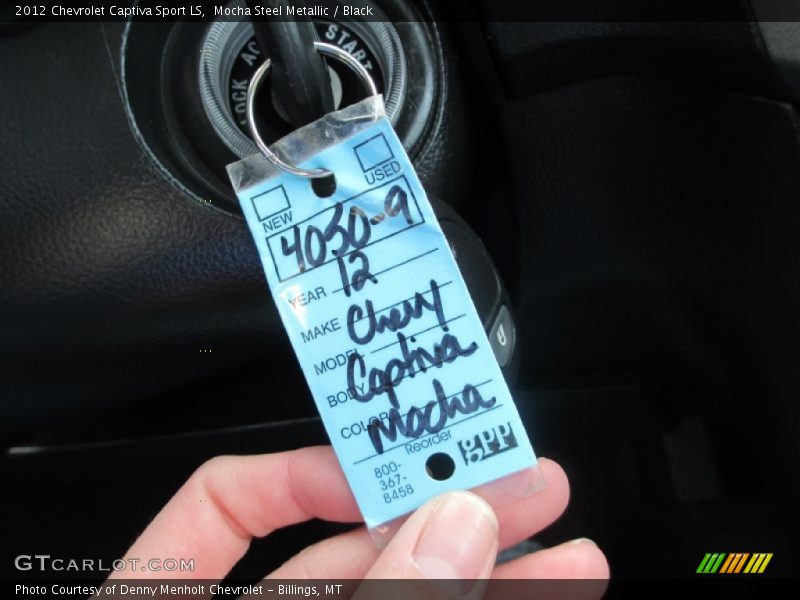 2012 Chevrolet Captiva Sport LS, Mocha Steel Metallic / Black
LOCK ACC START
NEW USED
4030-9
YEAR 12
MAKE Chevy
MODEL Captiva
BODY
COLOR Mocha
Reorder
800-
367-
8458
gpp
GTCARLOT.COM
Photo Courtesy of Denny Menholt Chevrolet - Billings, MT